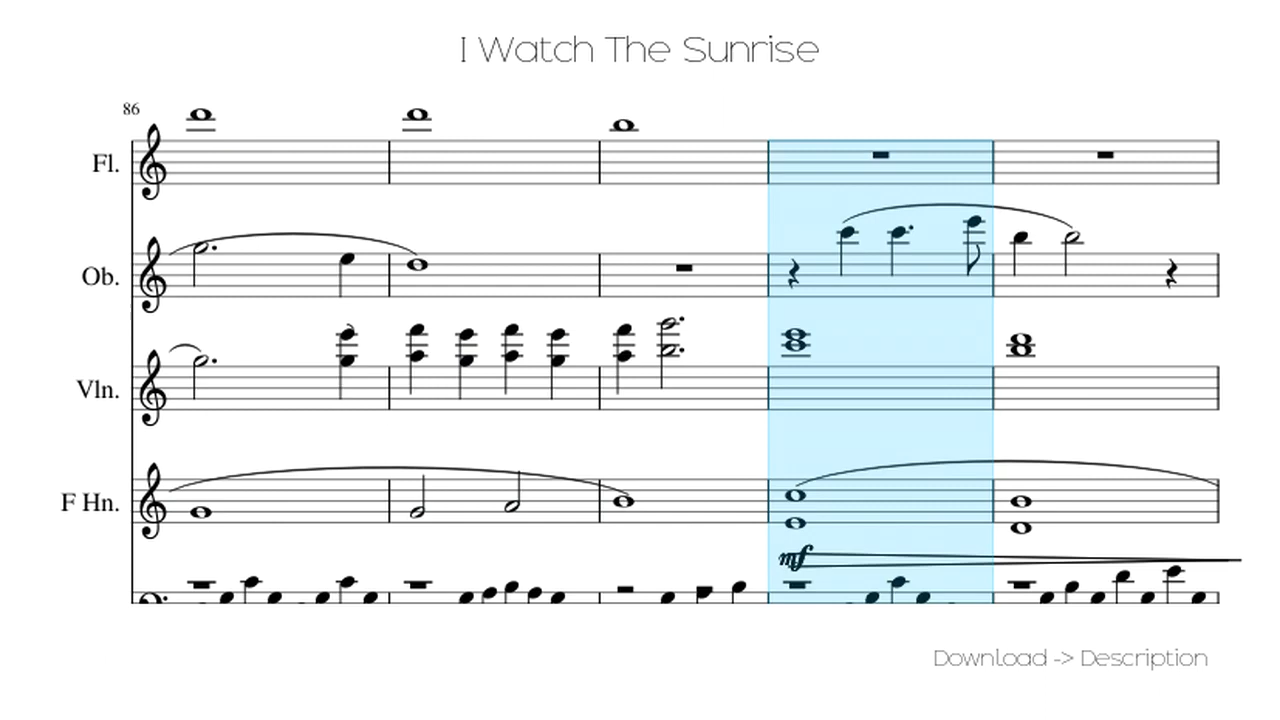 I Watch The Sunrise
86
Fl.
Ob.
Vln.
F Hn.
mf
Download -> Description